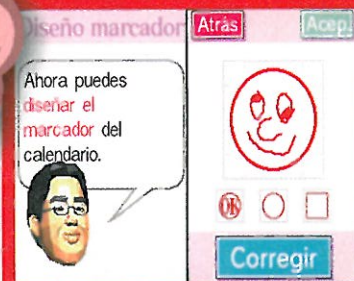 Diseño marcador
Atrás
Acep.
Ahora puedes
diseñar el
marcador del
calendario.
OK
Corregir